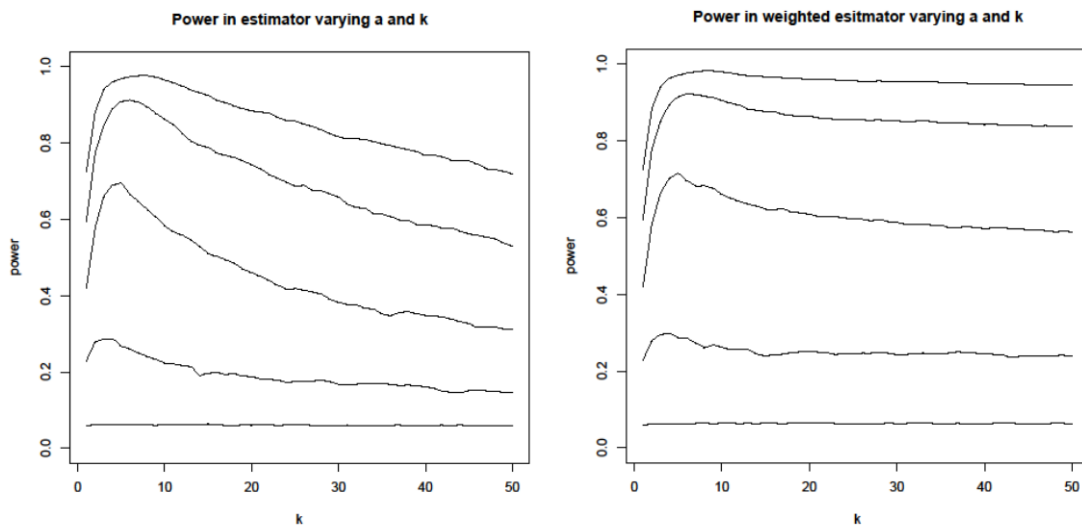 Power in estimator varying a and k
power
0.0 0.2 0.4 0.6 0.8 1.0
0 10 20 30 40 50
k
Power in weighted esitmator varying a and k
power
0.0 0.2 0.4 0.6 0.8 1.0
0 10 20 30 40 50
k